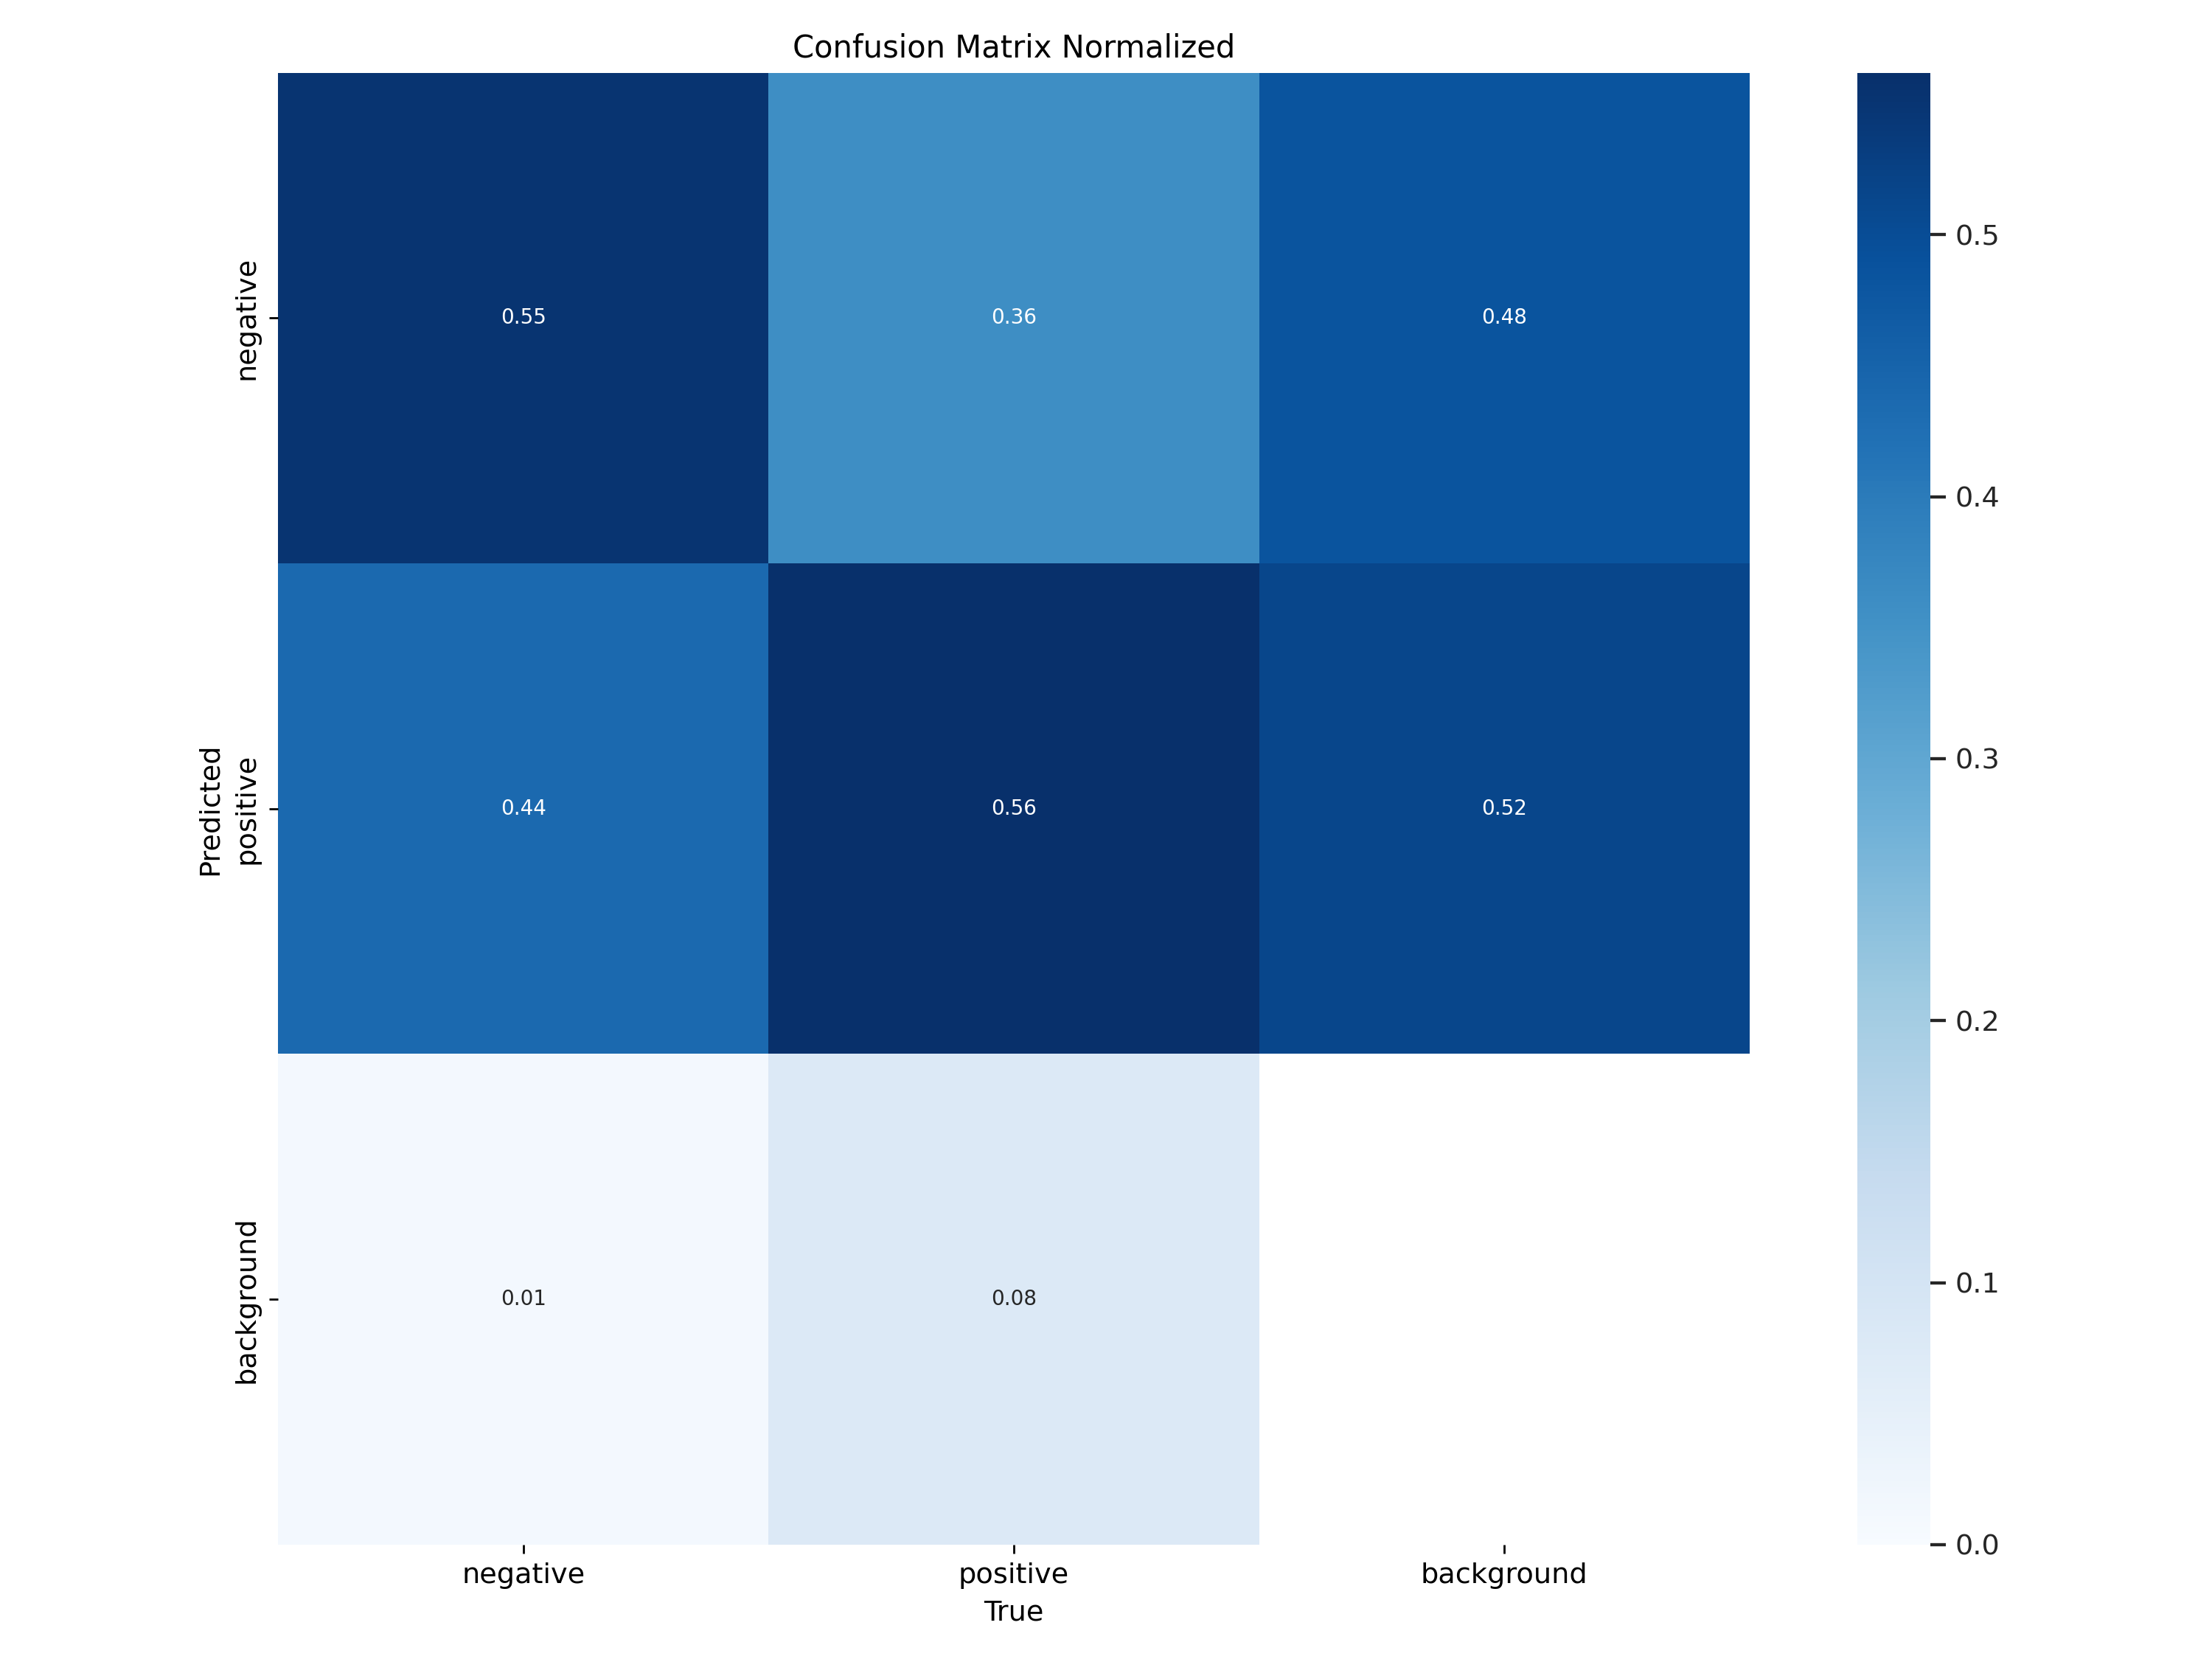 Confusion Matrix Normalized
negative
0.55
0.36
0.48
Predicted
positive
0.44
0.56
0.52
background
0.01
0.08
negative
positive
background
True
0.5
0.4
0.3
0.2
0.1
0.0